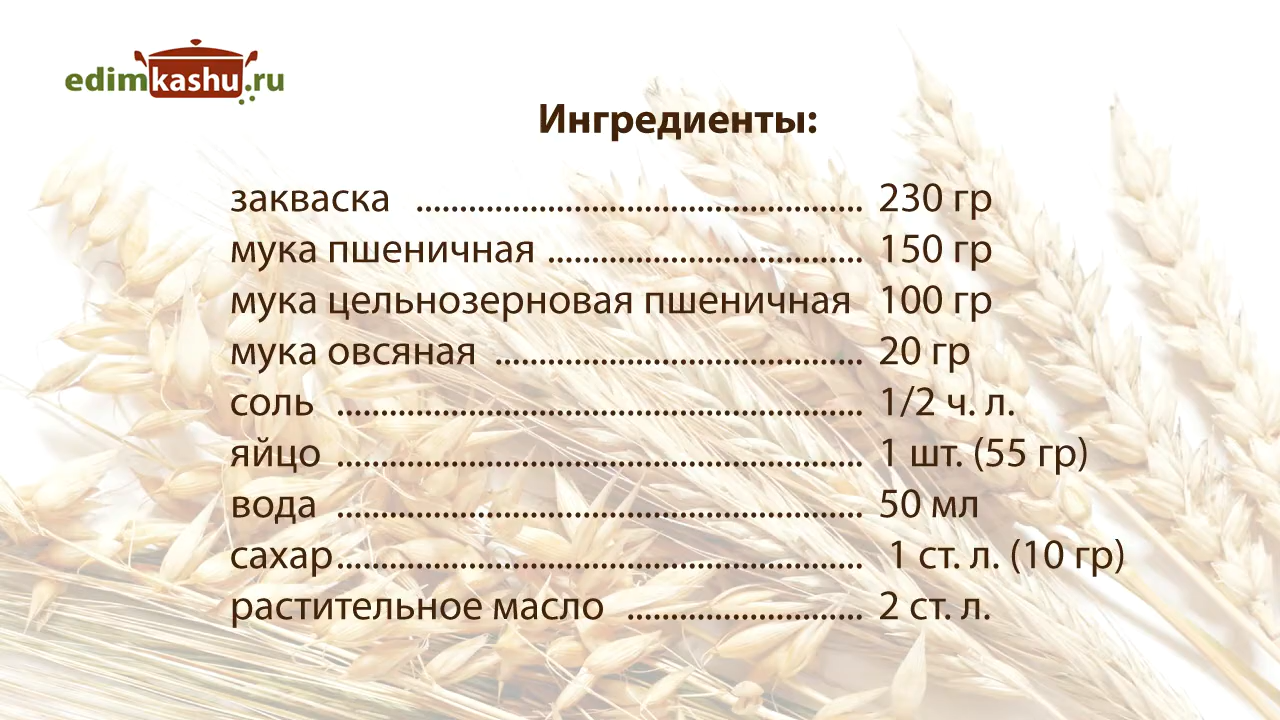 edimkashu.ru
Ингредиенты:
закваска ................................................... 230 гр
мука пшеничная .................................... 150 гр
мука цельнозерновая пшеничная 100 гр
мука овсяная .......................................... 20 гр
соль ............................................................ 1/2 ч. л.
яйцо ............................................................ 1 шт. (55 гр)
вода ............................................................ 50 мл
сахар............................................................ 1 ст. л. (10 гр)
растительное масло ........................... 2 ст. л.